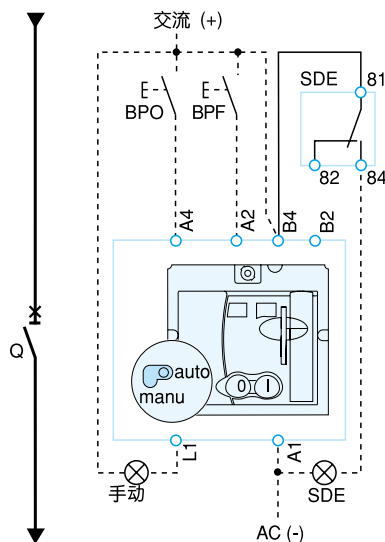 交流 (+)
SDE
81
BPO
BPF
82
84
A4
A2
B4
B2
Q
auto
manu
0
I
L1
A1
手动
SDE
AC (-)